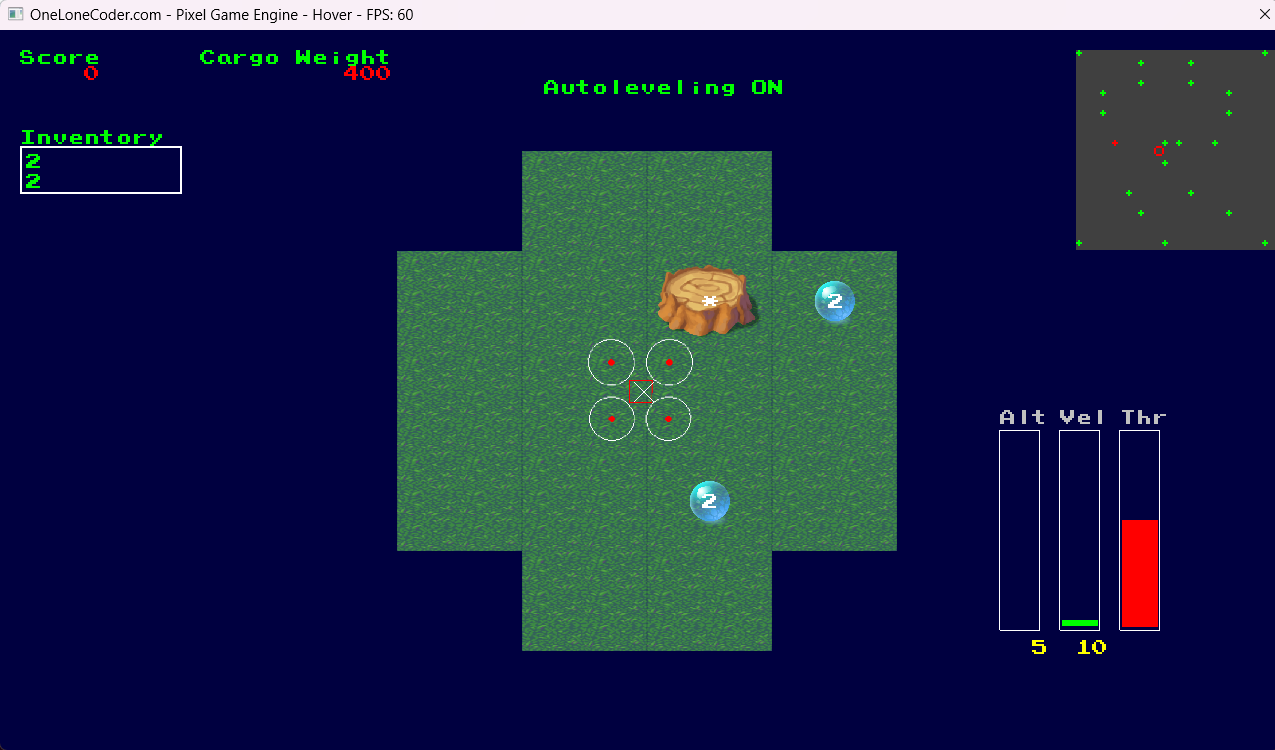 OneLoneCoder.com - Pixel Game Engine - Hover - FPS: 60
Score
0
Cargo Weight
400
Autoleveling ON
Inventory
2
2
*
2
2
Alt Vel Thr
5 10